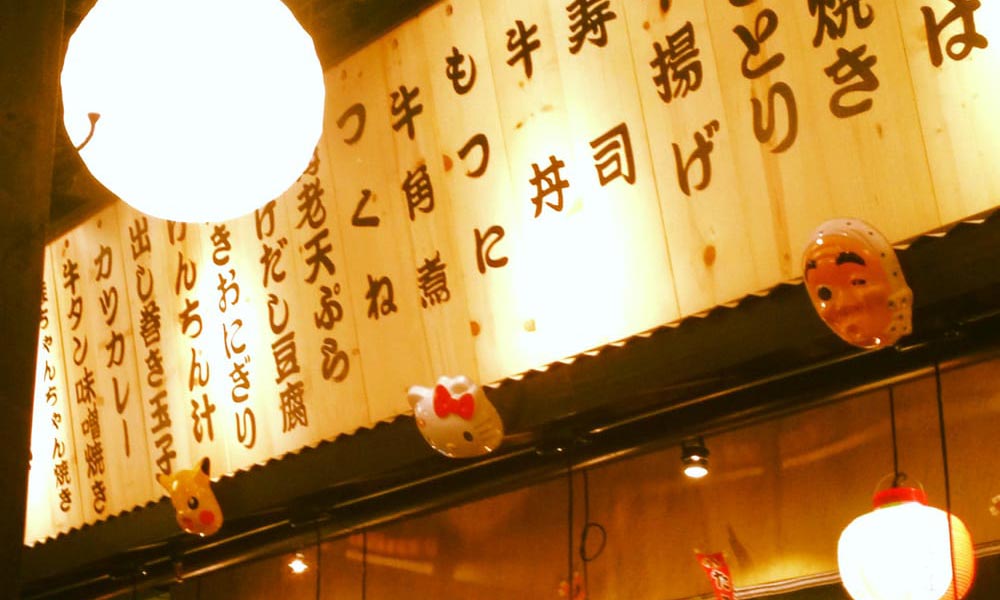 は
焼き
とり
揚げ
寿司
牛丼
もつに
牛角煮
つくね
老天ぷら
げだし豆腐
きおにぎり
けんちん汁
出し巻き玉子
カツカレー
牛タン味噌焼き
ちゃんちゃん焼き